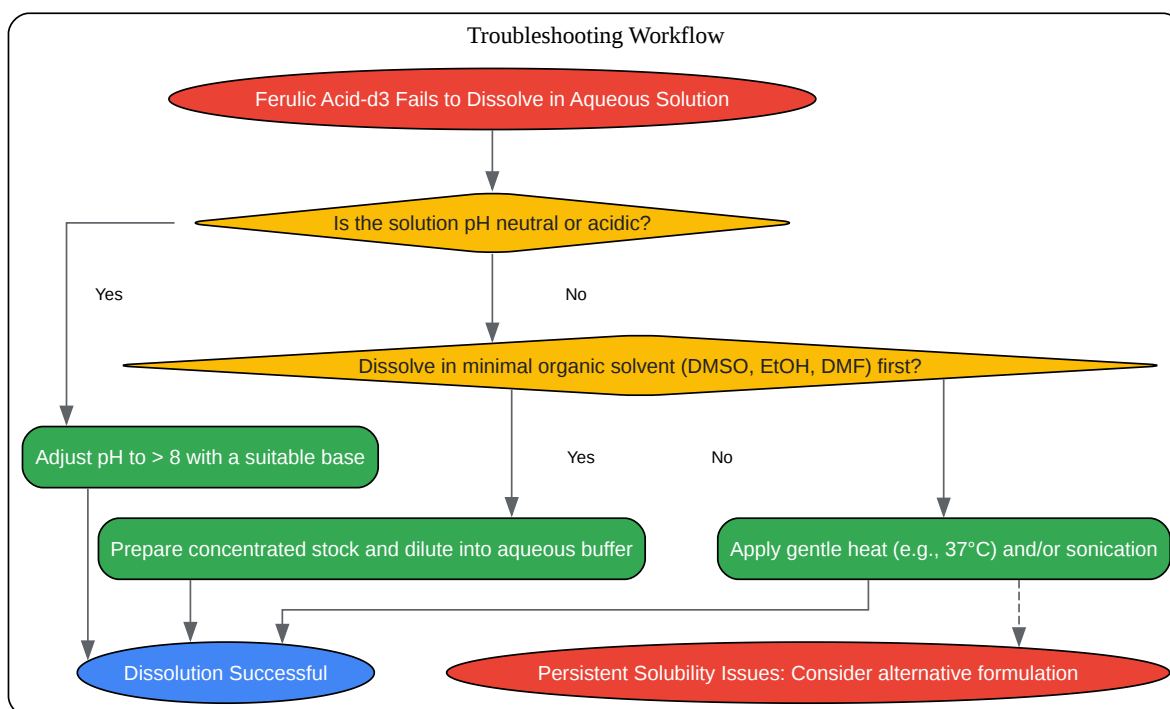 Troubleshooting Workflow
Ferulic Acid-d3 Fails to Dissolve in Aqueous Solution
Is the solution pH neutral or acidic?
Yes
No
Dissolve in minimal organic solvent (DMSO, EtOH, DMF) first?
Adjust pH to > 8 with a suitable base
Yes
No
Prepare concentrated stock and dilute into aqueous buffer
Apply gentle heat (e.g., 37°C) and/or sonication
Dissolution Successful
Persistent Solubility Issues: Consider alternative formulation